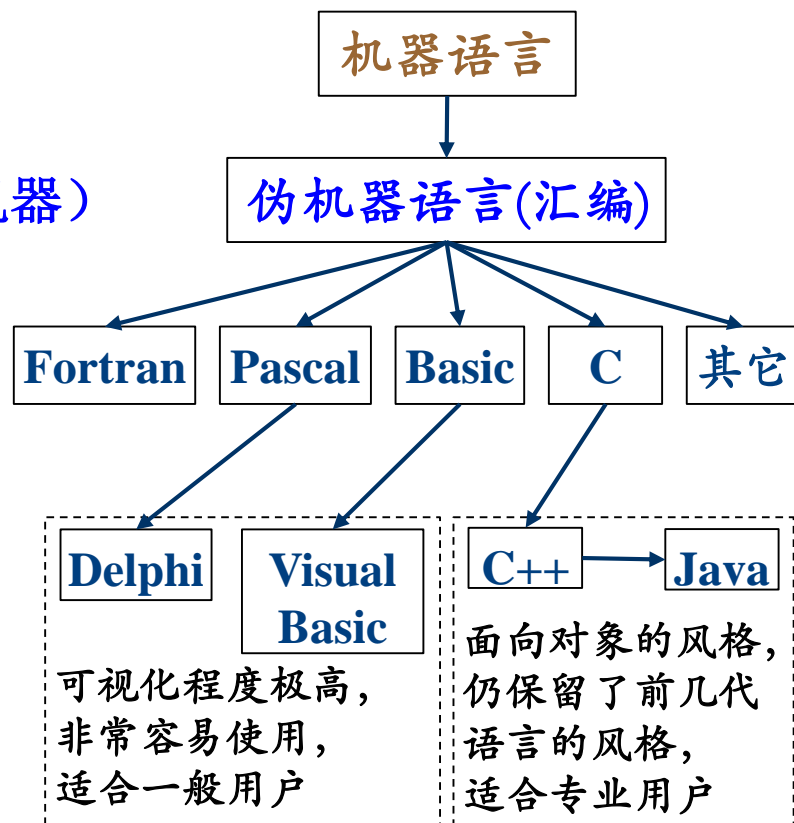 机器语言
机器)
伪机器语言(汇编)
Fortran
Pascal
Basic
C
其它
Delphi
Visual
Basic
C++
Java
可视化程度极高,
非常容易使用,
适合一般用户
面向对象的风格,
仍保留了前几代
语言的风格,
适合专业用户